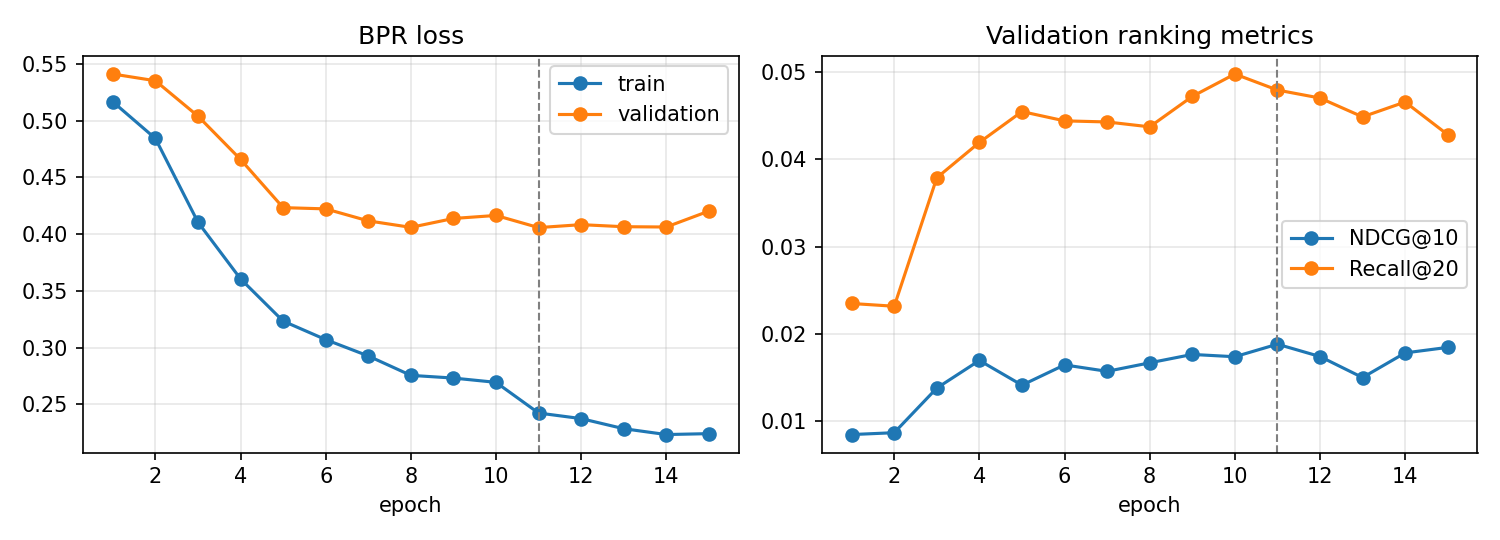 BPR loss
0.55
0.50
0.45
0.40
0.35
0.30
0.25
train
validation
2 4 6 8 10 12 14
epoch
Validation ranking metrics
0.05
0.04
0.03
0.02
0.01
NDCG@10
Recall@20
2 4 6 8 10 12 14
epoch